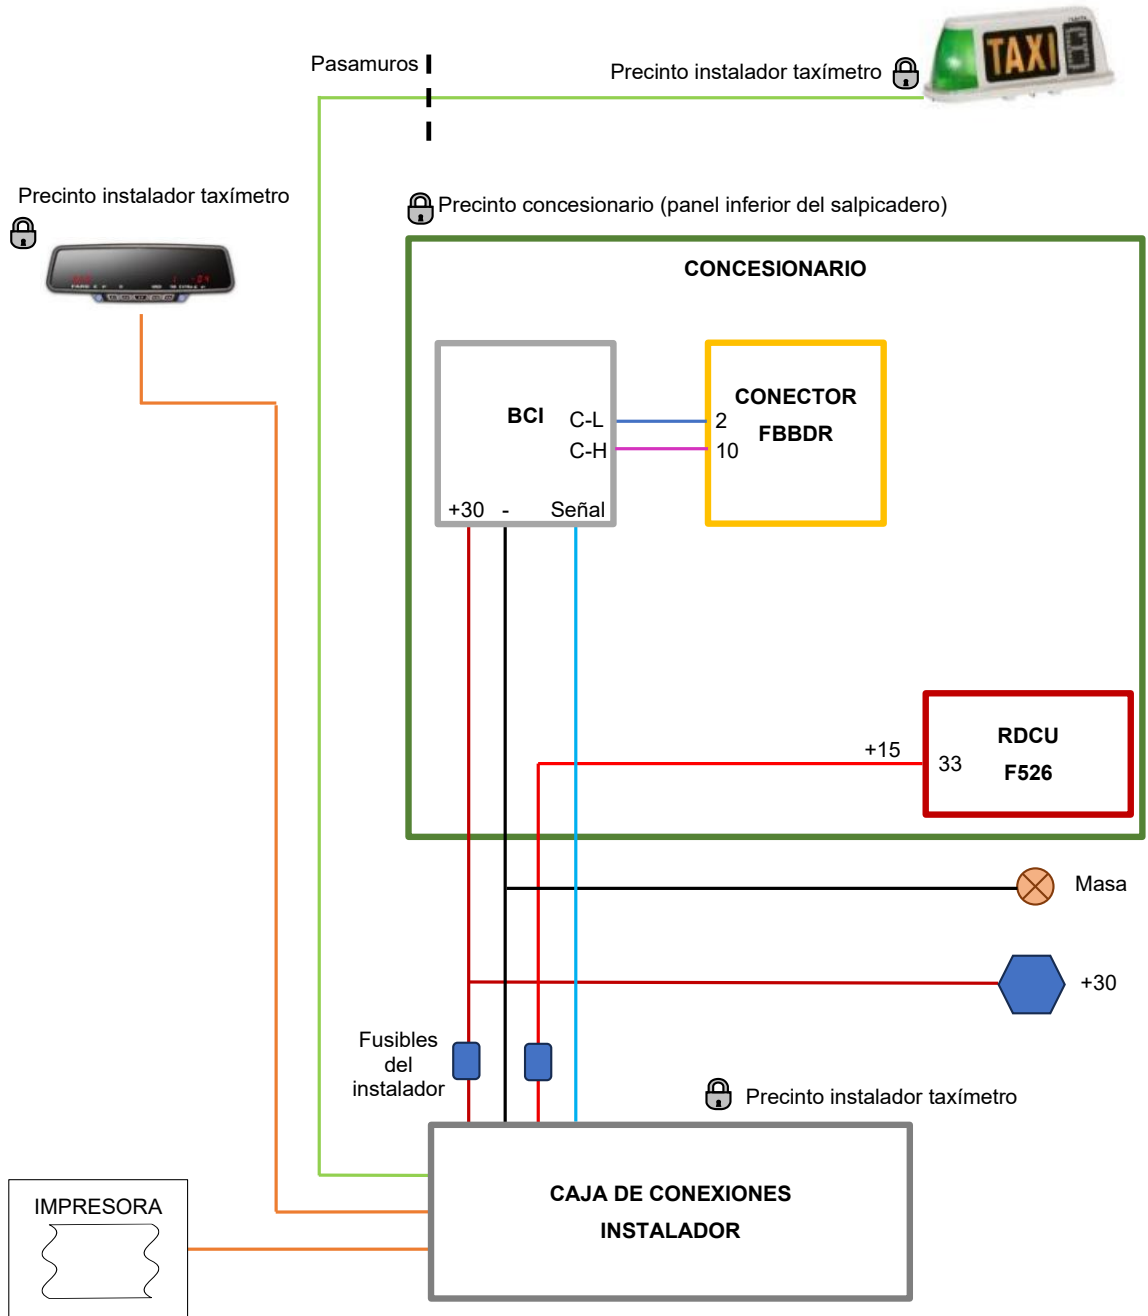 Pasamuros
Precinto instalador taxímetro
TAXI
Precinto instalador taxímetro
Precinto concesionario (panel inferior del salpicadero)
CONCESIONARIO
BCI
C-L
C-H
+30
-
Señal
CONECTOR
FBBDR
2
10
+15
33
RDCU
F526
Masa
+30
Fusibles
del
instalador
Precinto instalador taxímetro
CAJA DE CONEXIONES
INSTALADOR
IMPRESORA